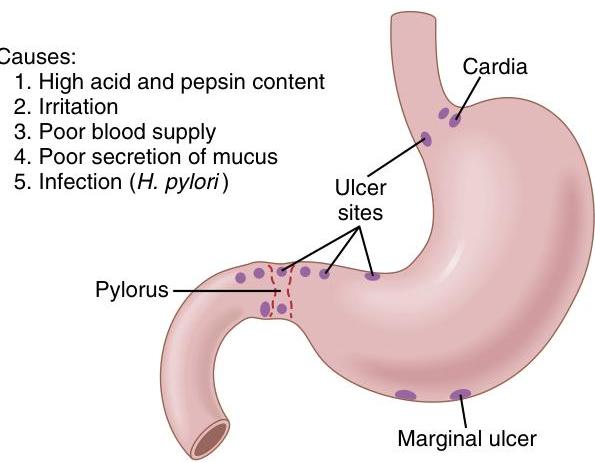 Causes:
1. High acid and pepsin content
2. Irritation
3. Poor blood supply
4. Poor secretion of mucus
5. Infection (H. pylori)
Cardia
Ulcer
sites
Pylorus
Marginal ulcer